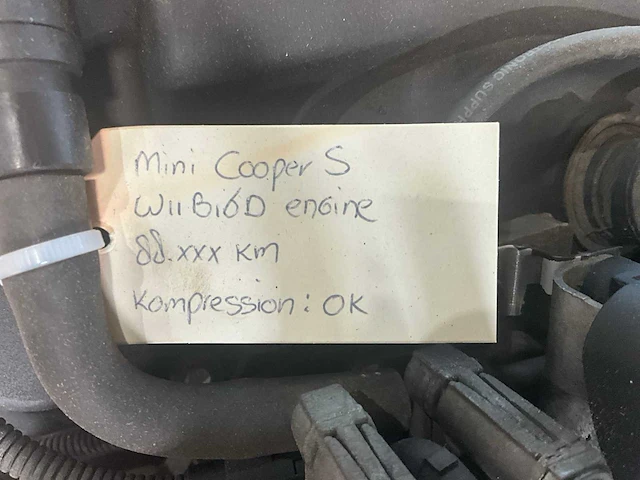 Mini Cooper S
W11B16D engine
88.xxx km
Kompression: OK